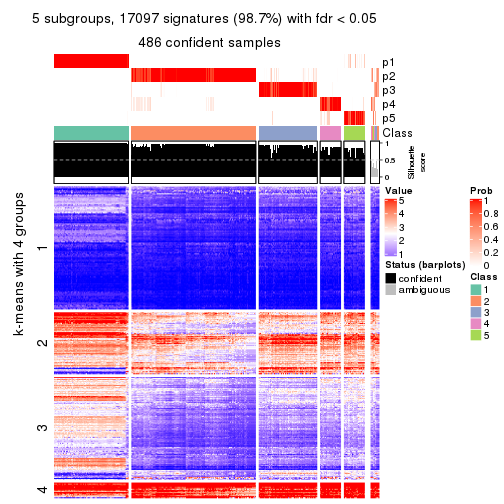 5 subgroups, 17097 signatures (98.7%) with fdr < 0.05
486 confident samples
p1
p2
p3
p4
p5
Class
1
0.5
0
Silhouette
score
k-means with 4 groups
1
2
3
4
Value
5
4
3
2
1
Status (barplots)
confident
ambiguous
Prob
1
0.8
0.6
0.4
0.2
0
Class
1
2
3
4
5